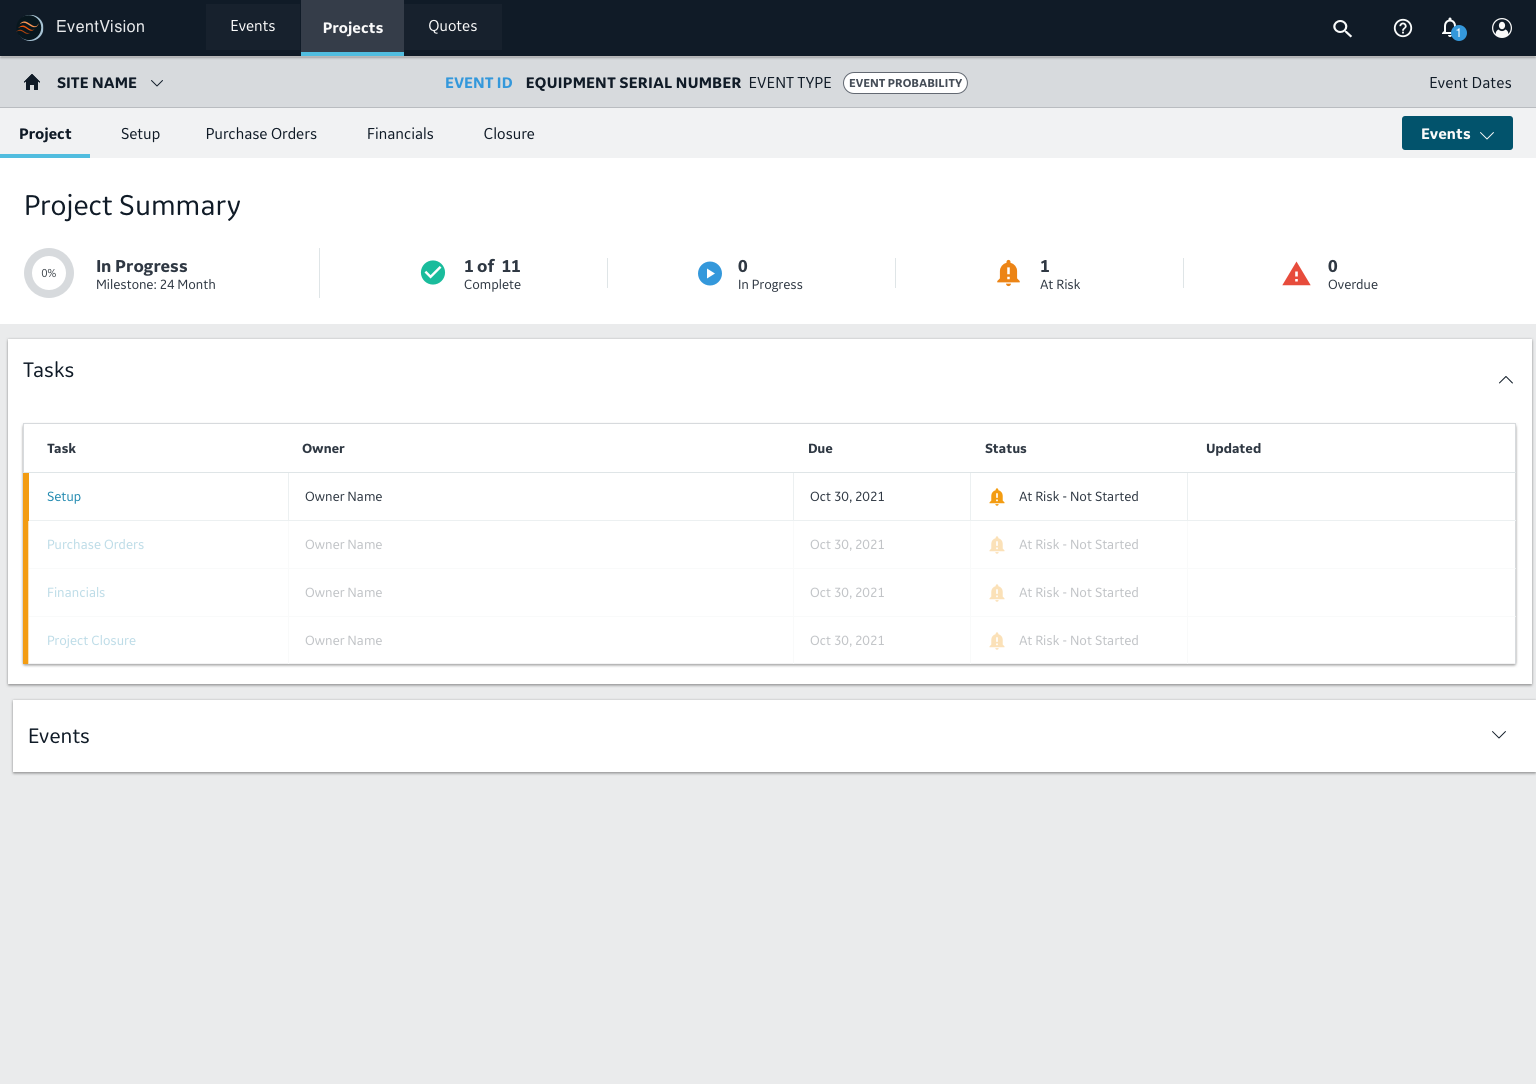 EventVision
Events
Projects
Quotes
1
SITE NAME
EVENT ID EQUIPMENT SERIAL NUMBER EVENT TYPE EVENT PROBABILITY
Event Dates
Project
Setup
Purchase Orders
Financials
Closure
Events
Project Summary
0%
In Progress
Milestone: 24 Month
1 of 11
Complete
0
In Progress
1
At Risk
0
Overdue
Tasks
Task Owner Due Status Updated
Setup Owner Name Oct 30, 2021 At Risk - Not Started
Purchase Orders Owner Name Oct 30, 2021 At Risk - Not Started
Financials Owner Name Oct 30, 2021 At Risk - Not Started
Project Closure Owner Name Oct 30, 2021 At Risk - Not Started
Events